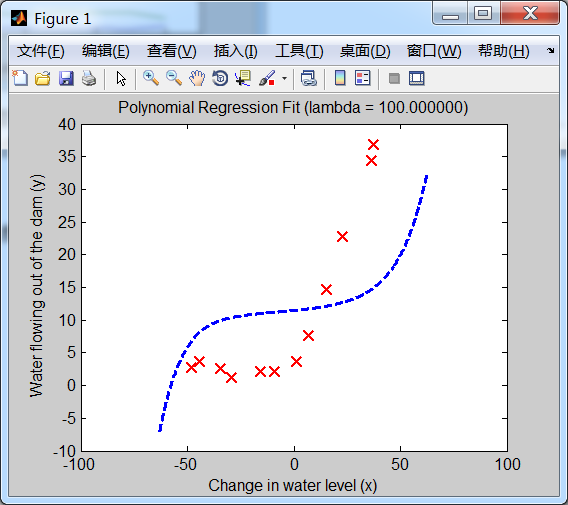 Figure 1
文件(F) 编辑(E) 查看(V) 插入(I) 工具(T) 桌面(D) 窗口(W) 帮助(H)
Polynomial Regression Fit (lambda = 100.000000)
40
35
30
25
20
15
10
5
0
-5
-10
Water flowing out of the dam (y)
-100 -50 0 50 100
Change in water level (x)